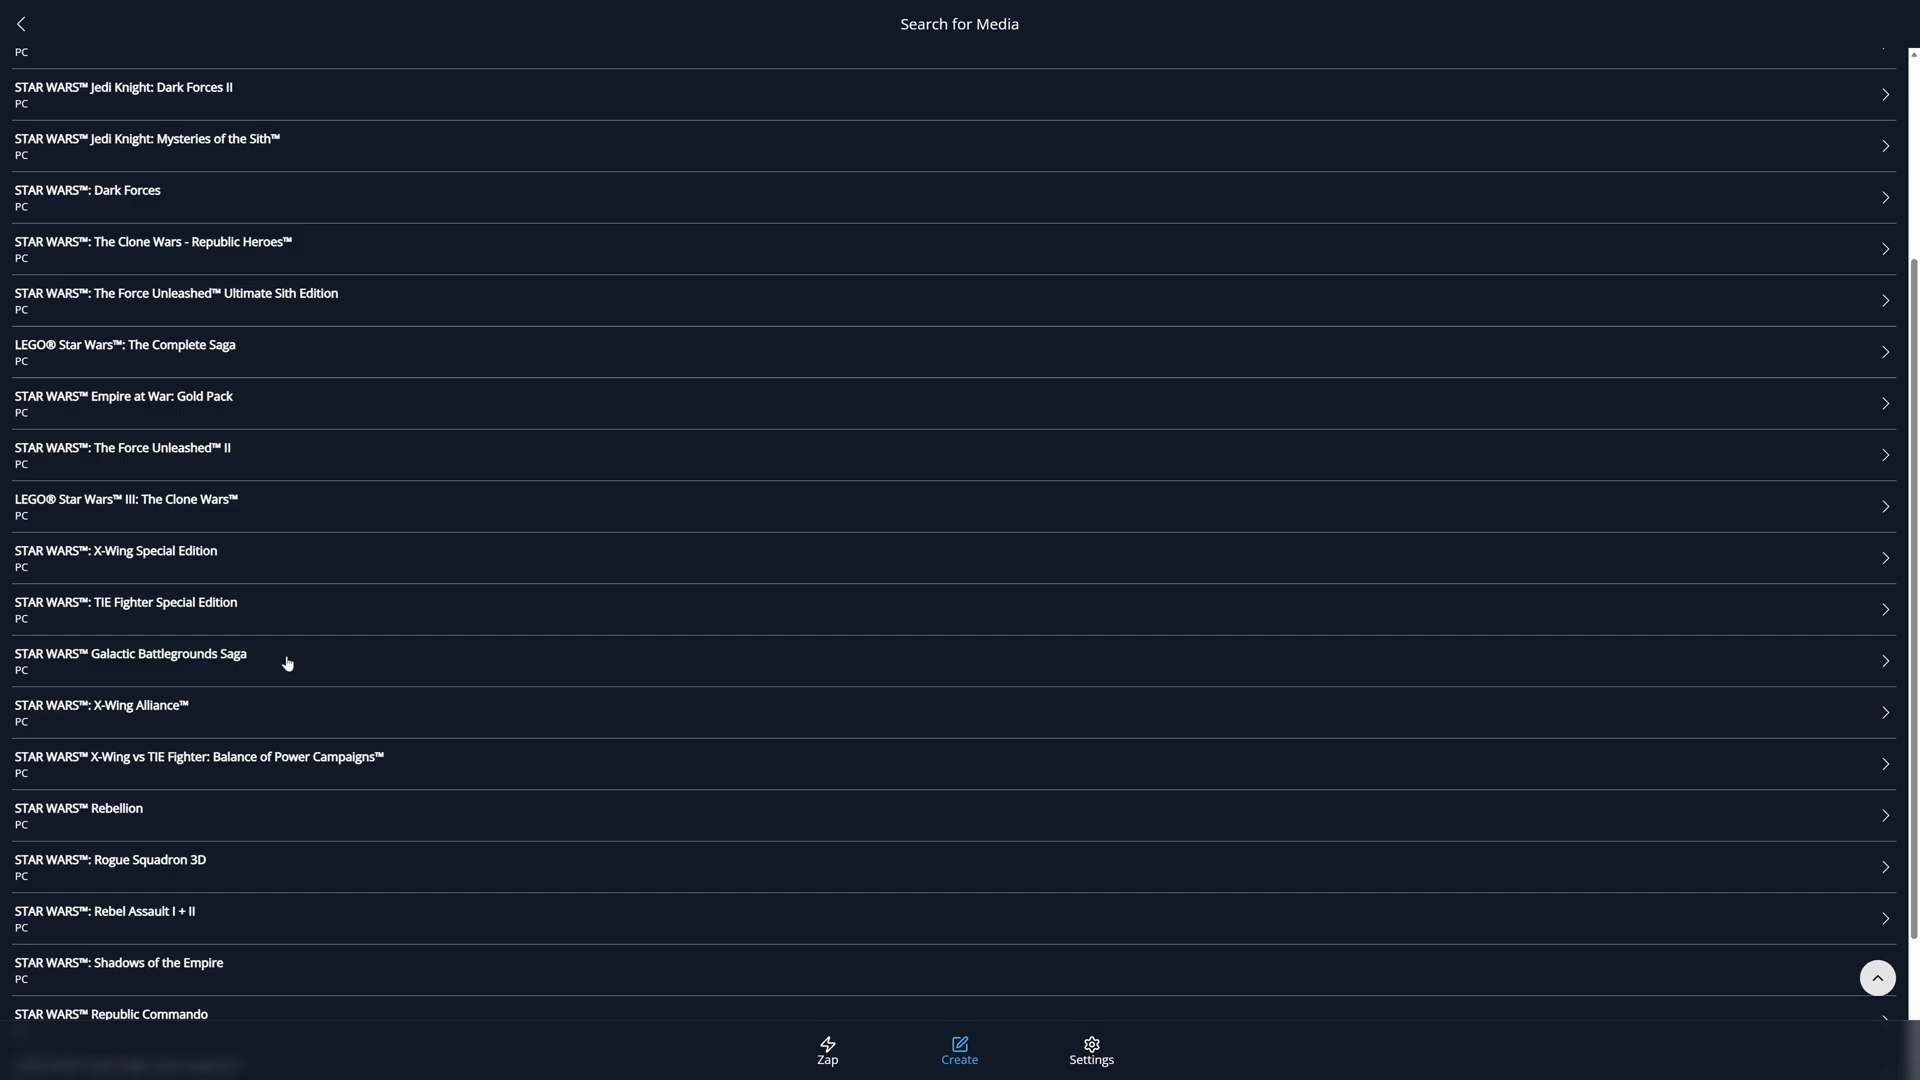 Search for Media
PC
STAR WARS™ Jedi Knight: Dark Forces II
PC
STAR WARS™ Jedi Knight: Mysteries of the Sith™
PC
STAR WARS™: Dark Forces
PC
STAR WARS™: The Clone Wars - Republic Heroes™
PC
STAR WARS™: The Force Unleashed™ Ultimate Sith Edition
PC
LEGO® Star Wars™: The Complete Saga
PC
STAR WARS™ Empire at War: Gold Pack
PC
STAR WARS™: The Force Unleashed™ II
PC
LEGO® Star Wars™ III: The Clone Wars™
PC
STAR WARS™: X-Wing Special Edition
PC
STAR WARS™: TIE Fighter Special Edition
PC
STAR WARS™ Galactic Battlegrounds Saga
PC
STAR WARS™: X-Wing Alliance™
PC
STAR WARS™ X-Wing vs TIE Fighter: Balance of Power Campaigns™
PC
STAR WARS™ Rebellion
PC
STAR WARS™: Rogue Squadron 3D
PC
STAR WARS™: Rebel Assault I + II
PC
STAR WARS™: Shadows of the Empire
PC
STAR WARS™ Republic Commando
Zap
Create
Settings